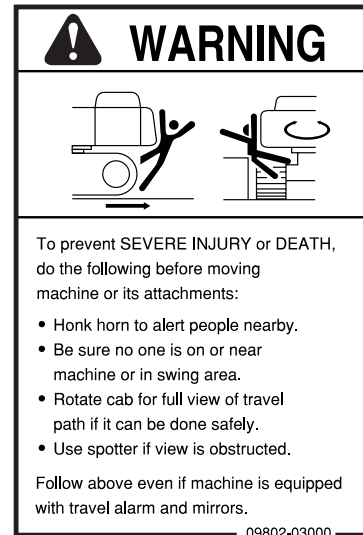 WARNING
To prevent SEVERE INJURY or DEATH,
do the following before moving
machine or its attachments:
• Honk horn to alert people nearby.
• Be sure no one is on or near
machine or in swing area.
• Rotate cab for full view of travel
path if it can be done safely.
• Use spotter if view is obstructed.
Follow above even if machine is equipped
with travel alarm and mirrors.
09802-03000